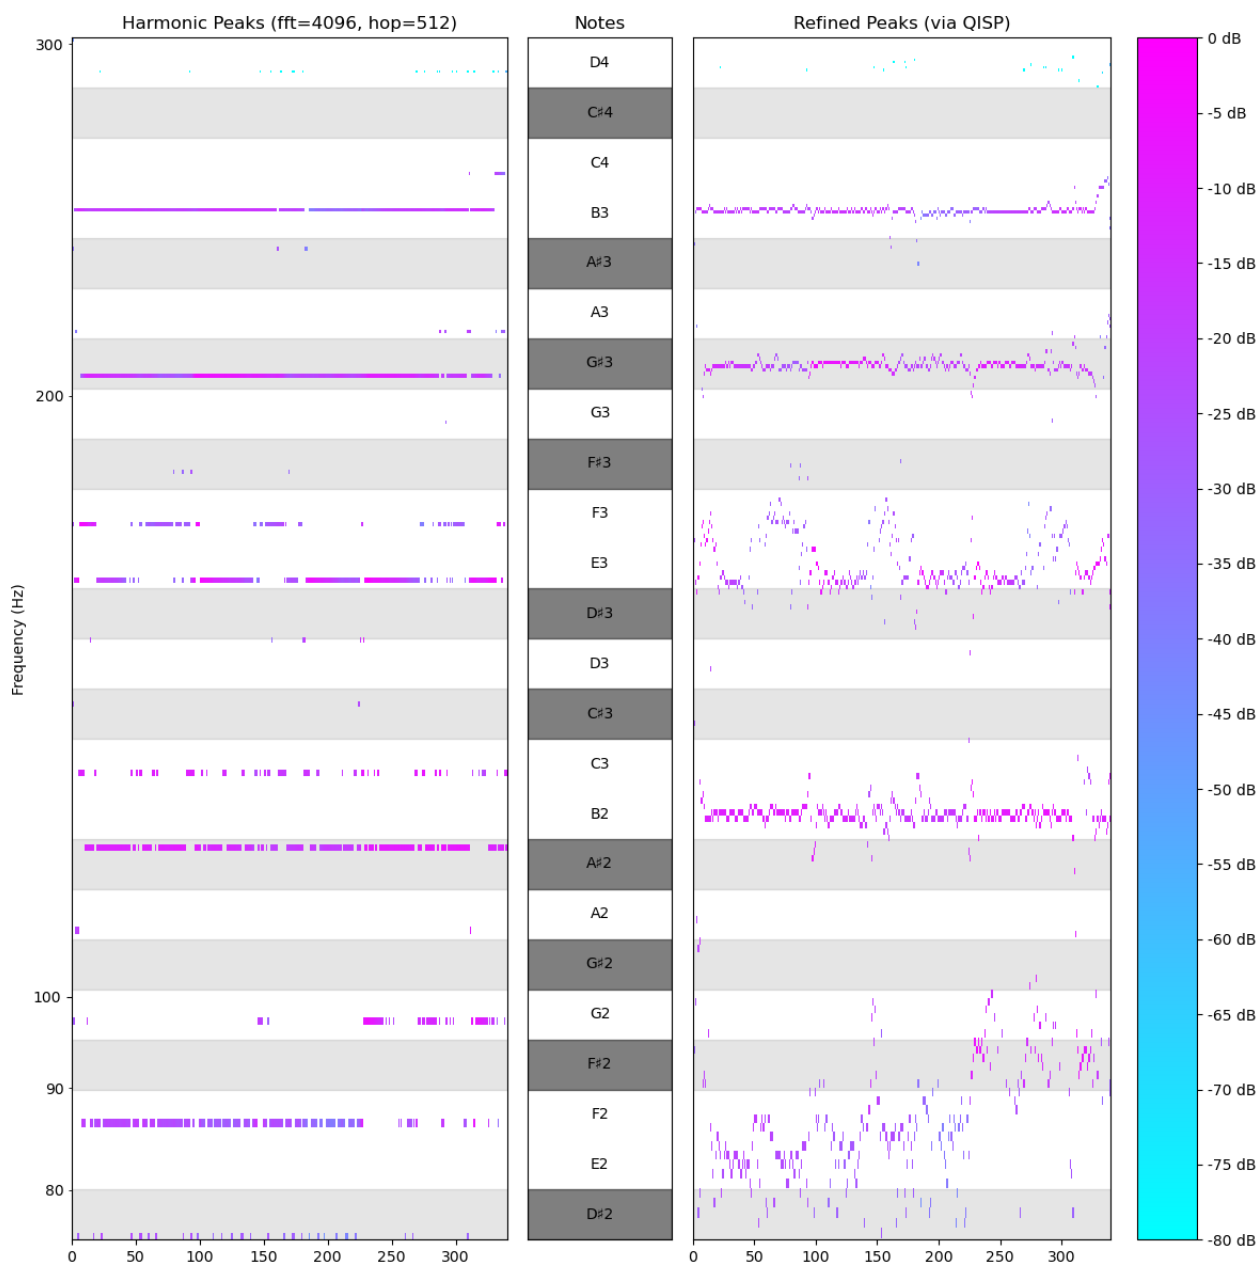 Harmonic Peaks (fft=4096, hop=512)
Notes
Refined Peaks (via QISP)
Frequency (Hz)
300
200
100
90
80
0
50
100
150
200
250
300
D4
C♯4
C4
B3
A♯3
A3
G♯3
G3
F♯3
F3
E3
D♯3
D3
C♯3
C3
B2
A♯2
A2
G♯2
G2
F♯2
F2
E2
D♯2
0
50
100
150
200
250
300
0 dB
-5 dB
-10 dB
-15 dB
-20 dB
-25 dB
-30 dB
-35 dB
-40 dB
-45 dB
-50 dB
-55 dB
-60 dB
-65 dB
-70 dB
-75 dB
-80 dB